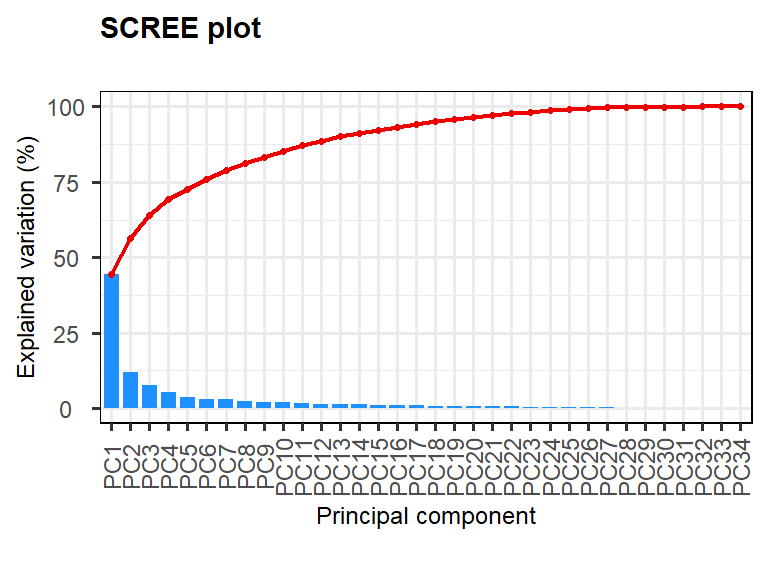 SCREE plot
Explained variation (%)
100
75
50
25
0
PC1
PC2
PC3
PC4
PC5
PC6
PC7
PC8
PC9
PC10
PC11
PC12
PC13
PC14
PC15
PC16
PC17
PC18
PC19
PC20
PC21
PC22
PC23
PC24
PC25
PC26
PC27
PC28
PC29
PC30
PC31
PC32
PC33
PC34
Principal component